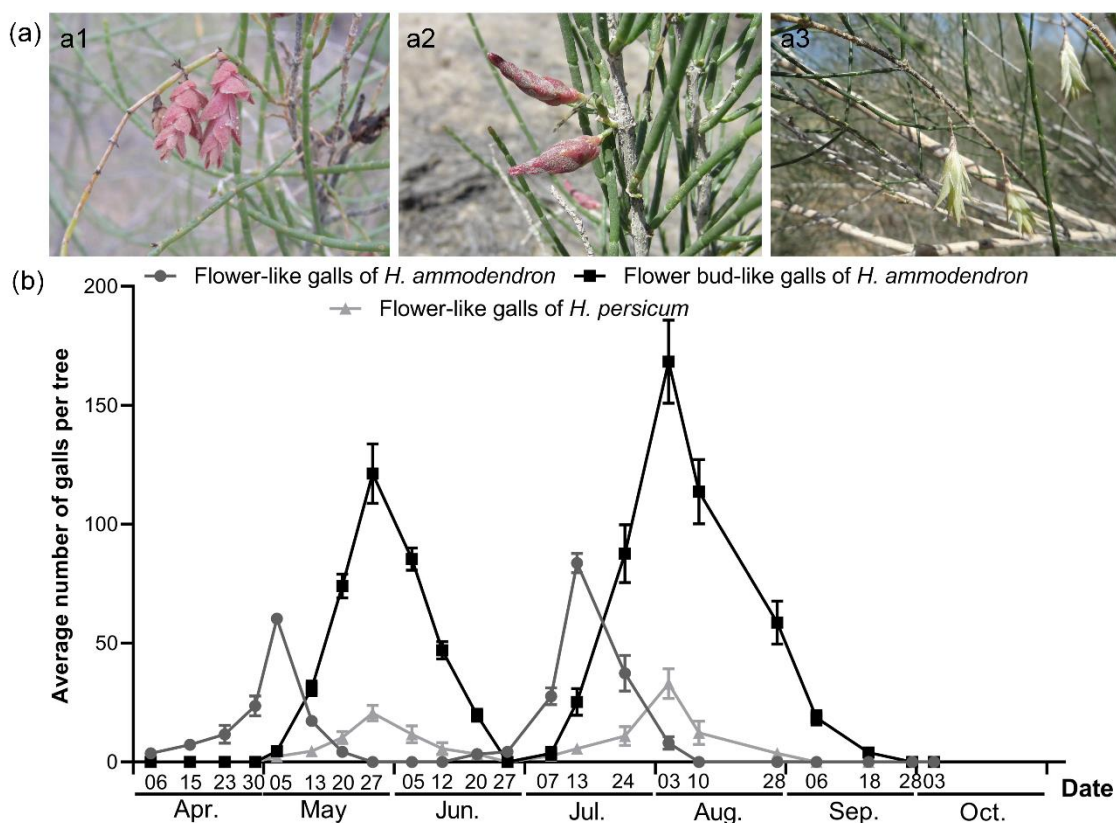 (a) a1 a2 a3
(b) Flower-like galls of H. ammodendron Flower bud-like galls of H. ammodendron
Flower-like galls of H. persicum
Average number of galls per tree
200
150
100
50
0
06 15 23 30 05 13 20 27 05 12 20 27 07 13 24 03 10 28 06 18 28 03 Date
Apr. May Jun. Jul. Aug. Sep. Oct.